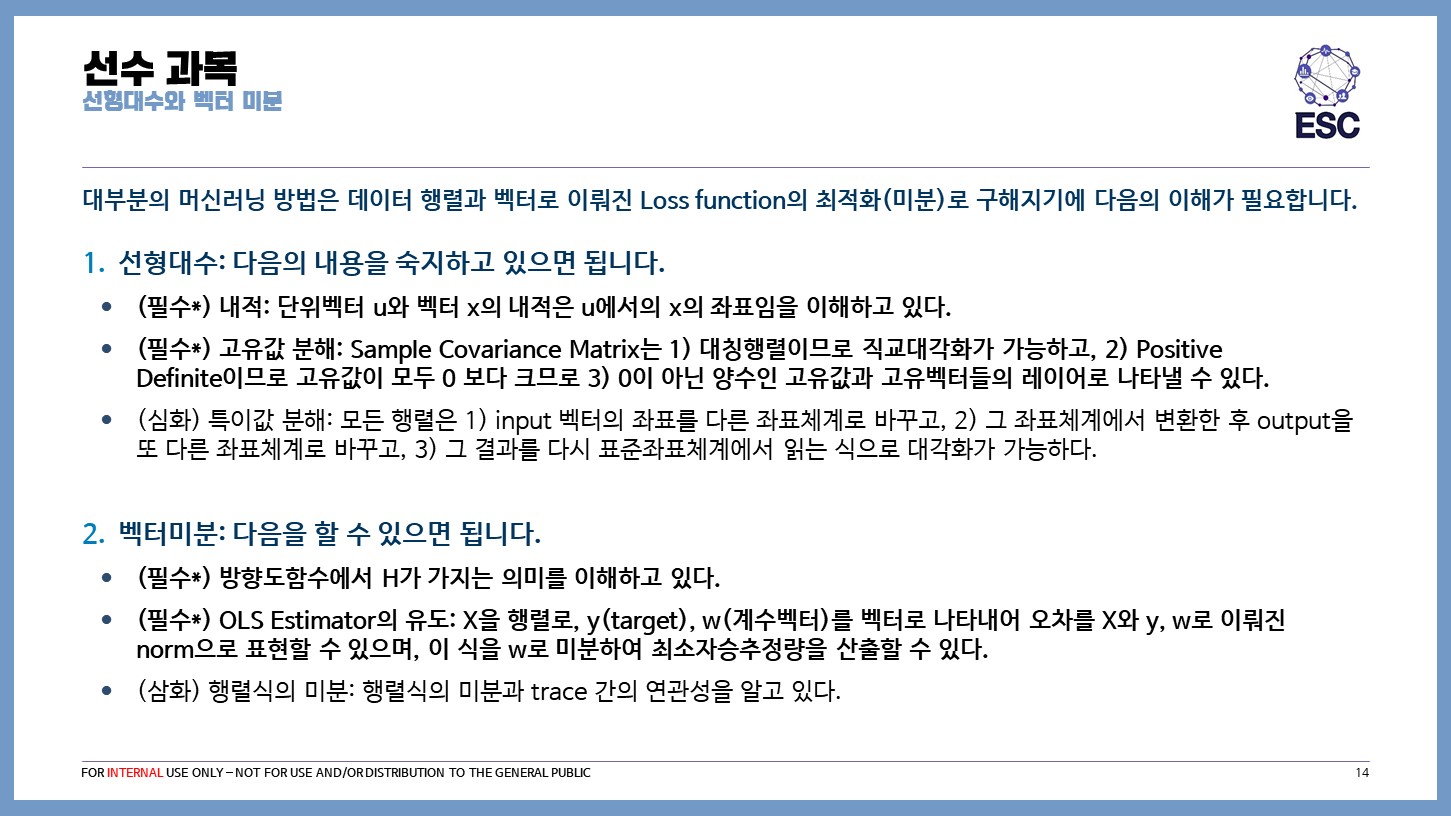 선수 과목
선형대수와 벡터 미분
ESC
대부분의 머신러닝 방법은 데이터 행렬과 벡터로 이뤄진 Loss function의 최적화(미분)로 구해지기에 다음의 이해가 필요합니다.
1. 선형대수: 다음의 내용을 숙지하고 있으면 됩니다.
• (필수*) 내적: 단위벡터 u와 벡터 x의 내적은 u에서의 x의 좌표임을 이해하고 있다.
• (필수*) 고유값 분해: Sample Covariance Matrix는 1) 대칭행렬이므로 직교대각화가 가능하고, 2) Positive
Definite이므로 고유값이 모두 0 보다 크므로 3) 0이 아닌 양수인 고유값과 고유벡터들의 레이어로 나타낼 수 있다.
• (심화) 특이값 분해: 모든 행렬은 1) input 벡터의 좌표를 다른 좌표체계로 바꾸고, 2) 그 좌표체계에서 변환한 후 output을
또 다른 좌표체계로 바꾸고, 3) 그 결과를 다시 표준좌표체계에서 읽는 식으로 대각화가 가능하다.
2. 벡터미분: 다음을 할 수 있으면 됩니다.
• (필수*) 방향도함수에서 H가 가지는 의미를 이해하고 있다.
• (필수*) OLS Estimator의 유도: X을 행렬로, y(target), w(계수벡터)를 벡터로 나타내어 오차를 X와 y, w로 이뤄진
norm으로 표현할 수 있으며, 이 식을 w로 미분하여 최소자승추정량을 산출할 수 있다.
• (삼화) 행렬식의 미분: 행렬식의 미분과 trace 간의 연관성을 알고 있다.
FOR INTERNAL USE ONLY – NOT FOR USE AND/OR DISTRIBUTION TO THE GENERAL PUBLIC
14